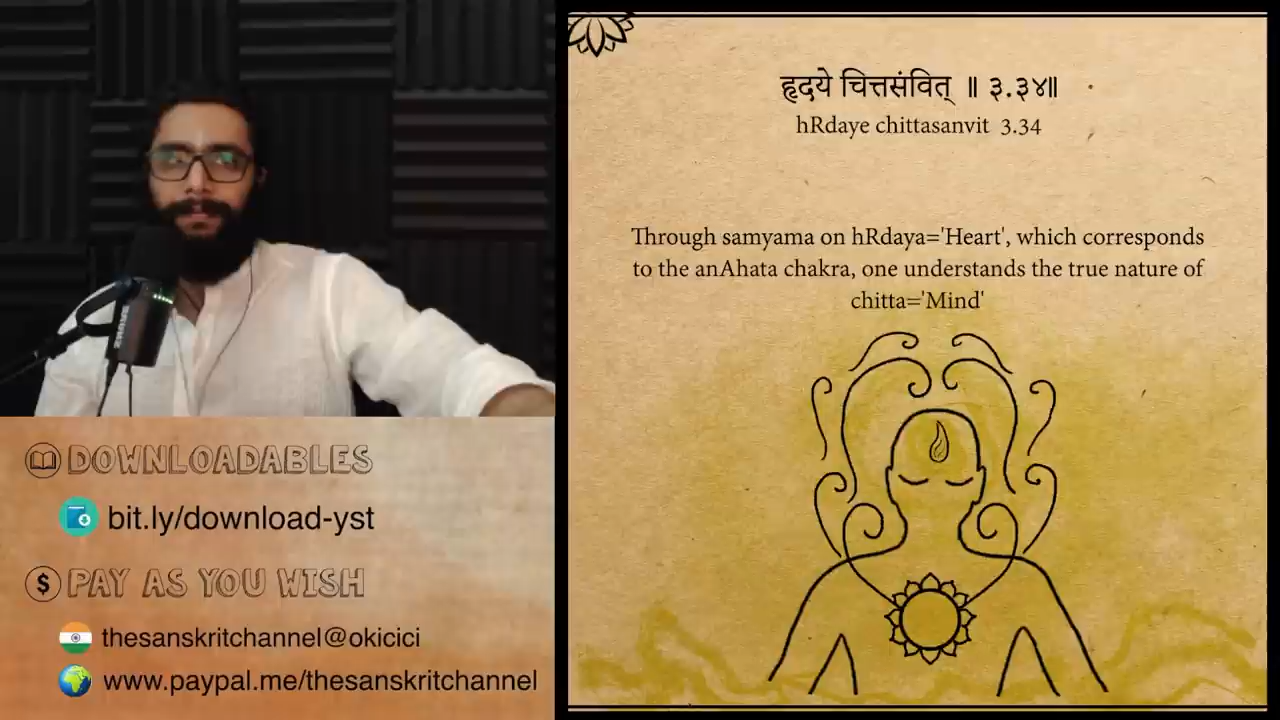 DOWNLOADABLES
bit.ly/download-yst
$ PAY AS YOU WISH
thesanskritchannel@okicici
www.paypal.me/thesanskritchannel
हृदये चित्तसंवित् ॥ ३.३४॥
hRdaye chittasanvit 3.34
Through samyama on hRdaya='Heart', which corresponds
to the anAhata chakra, one understands the true nature of
chitta='Mind'